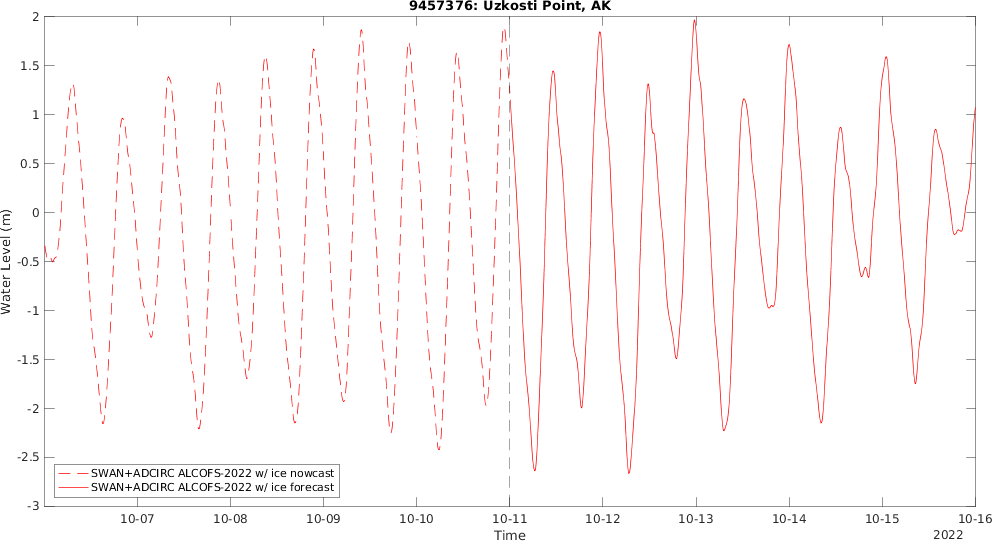 9457376: Uzkosti Point, AK
2
1.5
1
0.5
0
-0.5
-1
-1.5
-2
-2.5
-3
Water Level (m)
SWAN+ADCIRC ALCOFS-2022 w/ ice nowcast
SWAN+ADCIRC ALCOFS-2022 w/ ice forecast
10-07 10-08 10-09 10-10 10-11 10-12 10-13 10-14 10-15 10-16
Time
2022